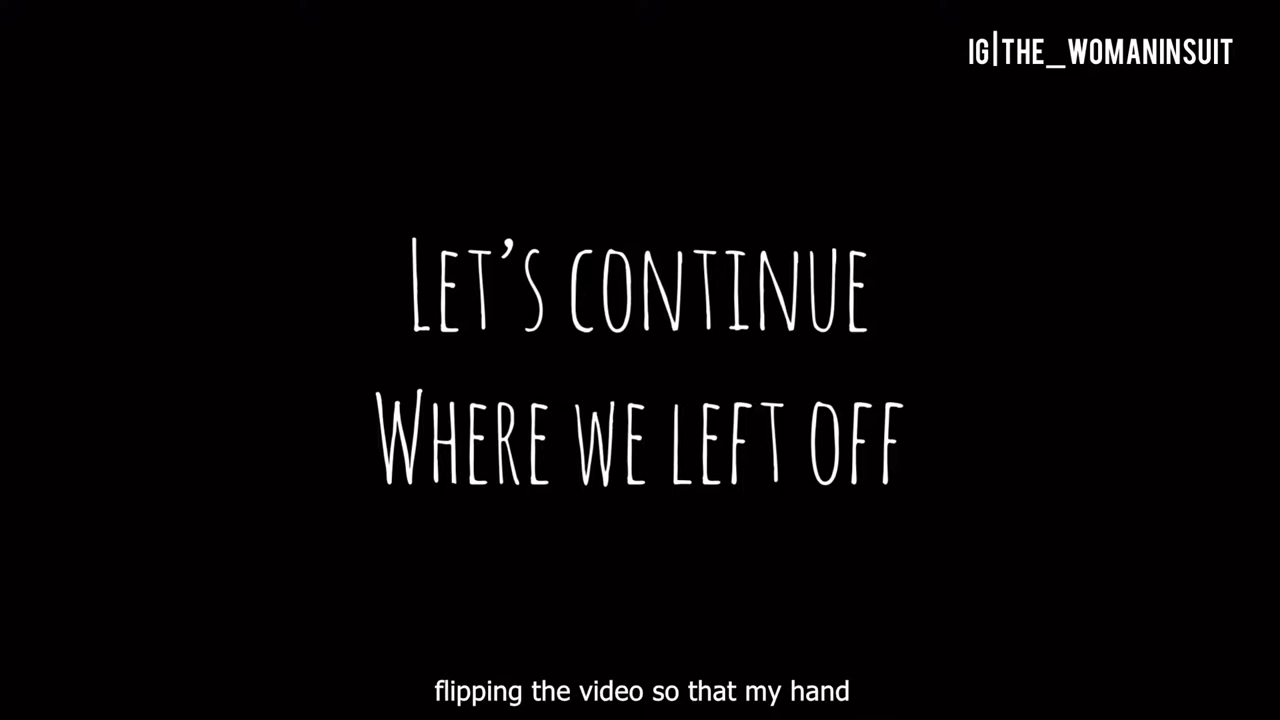 IG|THE_WOMANINSUIT
LET'S CONTINUE
WHERE WE LEFT OFF
flipping the video so that my hand